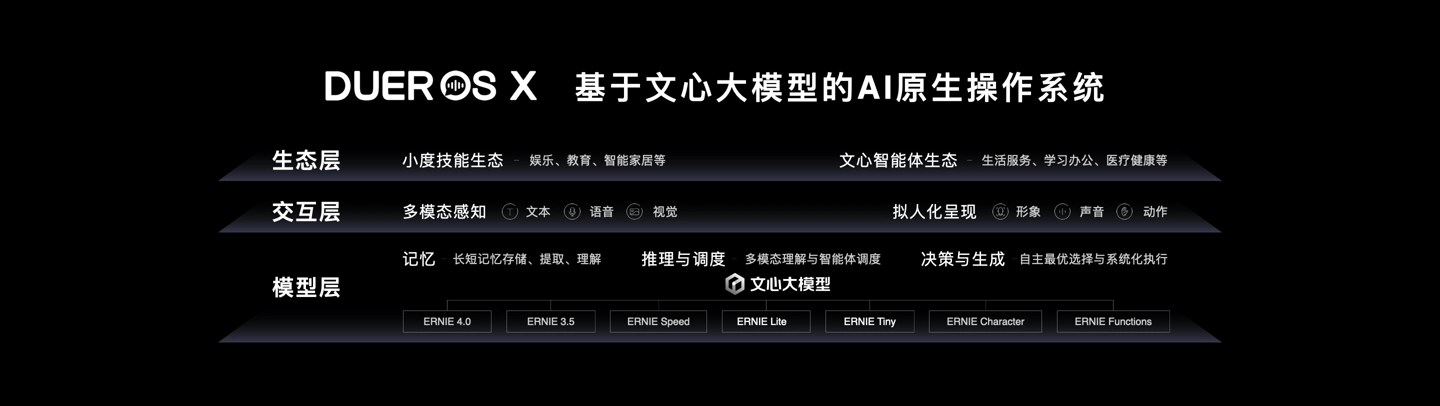 DUEROS X 基于文心大模型的AI原生操作系统
生态层 小度技能生态 - 娱乐、教育、智能家居等 文心智能体生态 - 生活服务、学习办公、医疗健康等
交互层 多模态感知 T 文本 语音 视觉 拟人化呈现 形象 声音 动作
记忆 - 长短记忆存储、提取、理解 推理与调度 - 多模态理解与智能体调度 决策与生成 - 自主最优选择与系统化执行
模型层 文心大模型
ERNIE 4.0 ERNIE 3.5 ERNIE Speed ERNIE Lite ERNIE Tiny ERNIE Character ERNIE Functions